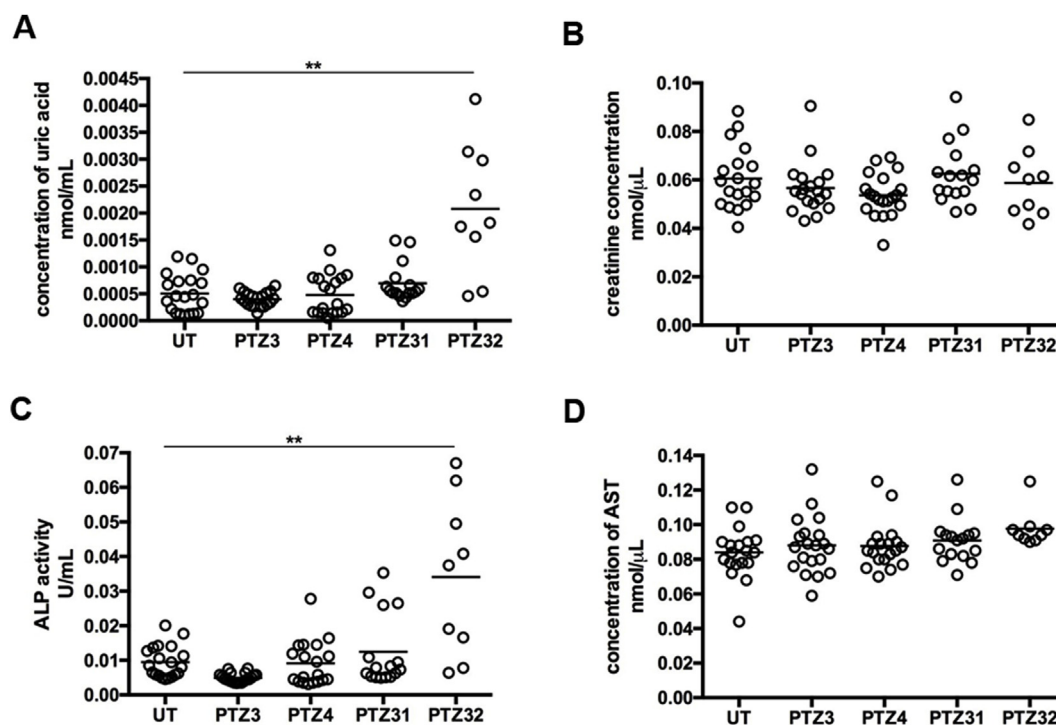 A
**
concentration of uric acid
nmol/mL
0.0045
0.0040
0.0035
0.0030
0.0025
0.0020
0.0015
0.0010
0.0005
0.0000
UT PTZ3 PTZ4 PTZ31 PTZ32
B
creatinine concentration
nmol/μL
0.10
0.08
0.06
0.04
0.02
0.00
UT PTZ3 PTZ4 PTZ31 PTZ32
C
**
ALP activity
U/mL
0.07
0.06
0.05
0.04
0.03
0.02
0.01
0.00
UT PTZ3 PTZ4 PTZ31 PTZ32
D
concentration of AST
nmol/μL
0.14
0.12
0.10
0.08
0.06
0.04
0.02
0.00
UT PTZ3 PTZ4 PTZ31 PTZ32